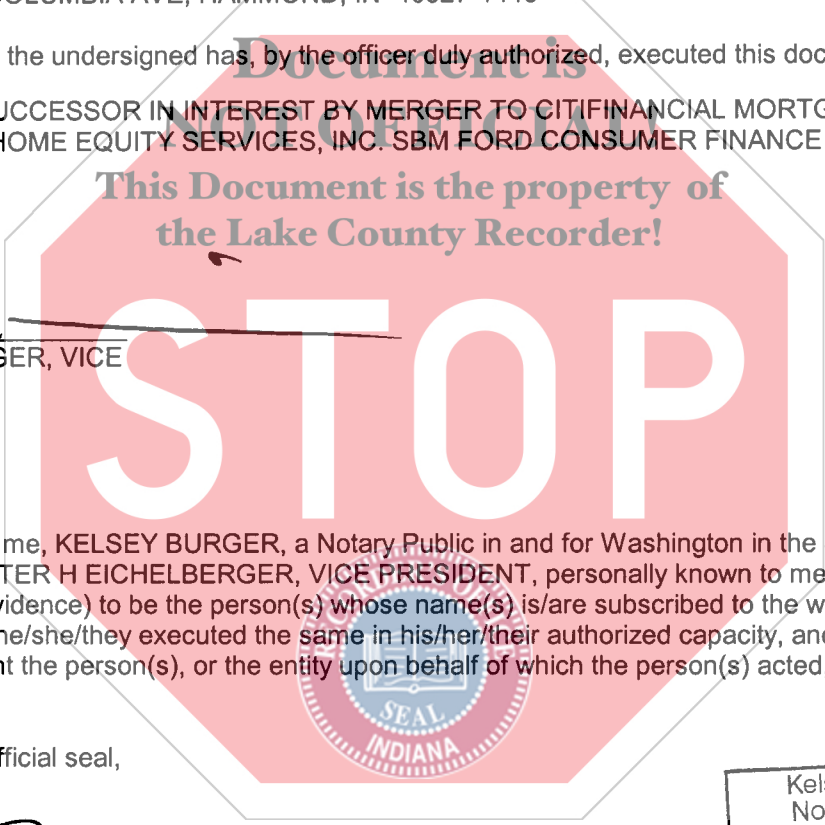 COLUMBIA AVE, HAMMOND, IN
the undersigned has, by the officer duly authorized, executed this doc
Document is
UCCESSOR IN INTEREST BY MERGER TO CITIFINANCIAL MORTG
NOT OFFICIAL!
HOME EQUITY SERVICES, INC. SBM FORD CONSUMER FINANCE
This Document is the property of
the Lake County Recorder!
GER, VICE
STOP
me, KELSEY BURGER, a Notary Public in and for Washington in the
TER H EICHELBERGER, VICE PRESIDENT, personally known to me
vidence) to be the person(s) whose name(s) is/are subscribed to the w
he/she/they executed the same in his/her/their authorized capacity, and
nt the person(s), or the entity upon behalf of which the person(s) acted
SEAL
INDIANA
fficial seal,
Kels
No